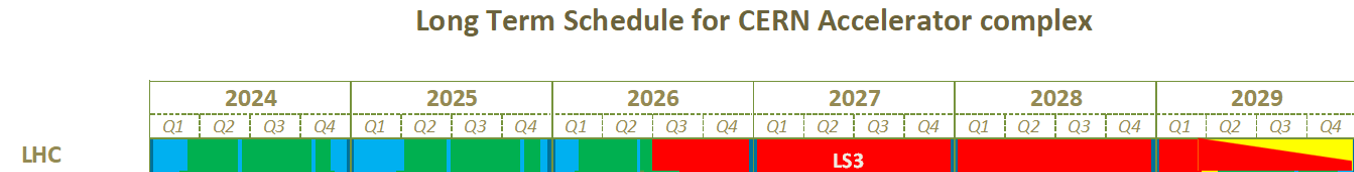 Long Term Schedule for CERN Accelerator complex
2024 2025 2026 2027 2028 2029
Q1 Q2 Q3 Q4 Q1 Q2 Q3 Q4 Q1 Q2 Q3 Q4 Q1 Q2 Q3 Q4 Q1 Q2 Q3 Q4 Q1 Q2 Q3 Q4
LHC LS3